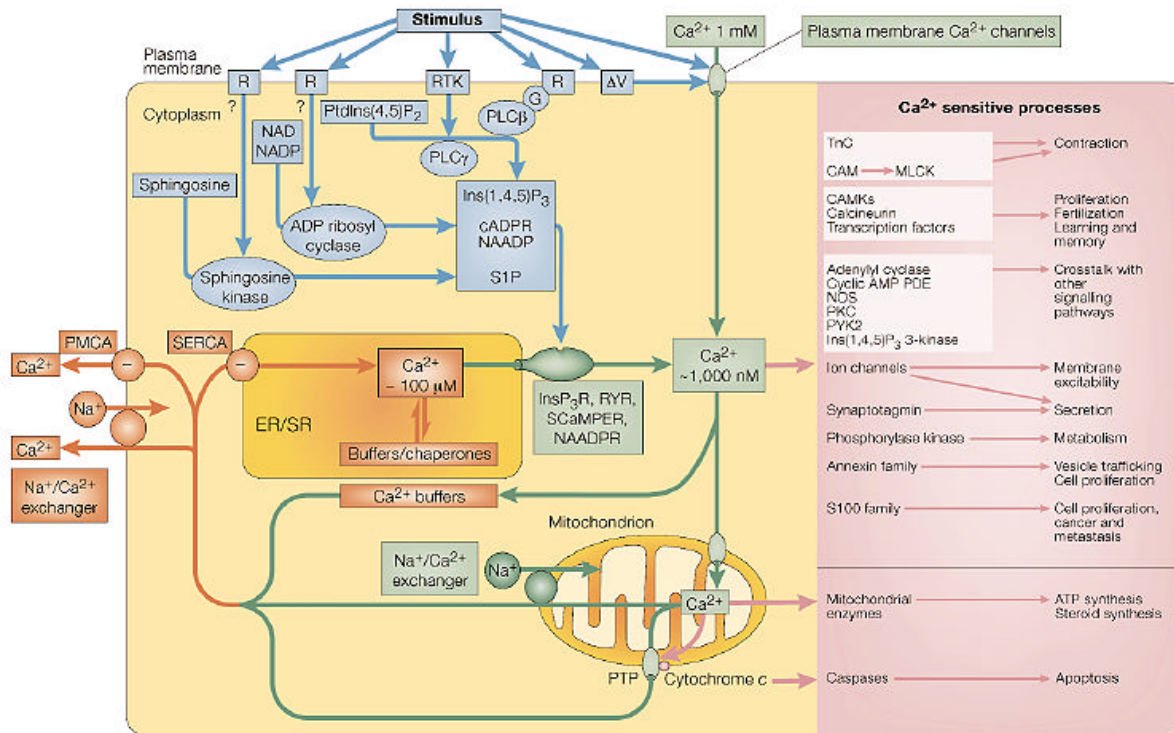 Stimulus
Ca²⁺ 1 mM
Plasma membrane Ca²⁺ channels
Plasma
membrane
R
R
RTK
R
ΔV
?
?
G
Cytoplasm
PtdIns(4,5)P₂
PLCβ
NAD
NADP
PLCγ
Sphingosine
Ins(1,4,5)P₃
cADPR
NAADP
S1P
ADP ribosyl
cyclase
Sphingosine
kinase
PMCA
SERCA
Ca²⁺
–
–
Ca²⁺
~ 100 µM
Ca²⁺
~1,000 nM
Na⁺
InsP₃R, RYR,
SCaMPER,
NAADPR
ER/SR
Buffers/chaperones
Ca²⁺
Na⁺/Ca²⁺
exchanger
Ca²⁺ buffers
Mitochondrion
Na⁺/Ca²⁺
exchanger
Na⁺
Ca²⁺
PTP
Cytochrome c
Ca²⁺ sensitive processes
TnC
Contraction
CAM
MLCK
CAMKs
Calcineurin
Transcription factors
Proliferation
Fertilization
Learning and
memory
Adenylyl cyclase
Cyclic AMP PDE
NOS
PKC
PYK2
Ins(1,4,5)P₃ 3-kinase
Crosstalk with
other
signalling
pathways
Ion channels
Membrane
excitability
Synaptotagmin
Secretion
Phosphorylase kinase
Metabolism
Annexin family
Vesicle trafficking
Cell proliferation
S100 family
Cell proliferation,
cancer and
metastasis
Mitochondrial
enzymes
ATP synthesis
Steroid synthesis
Caspases
Apoptosis